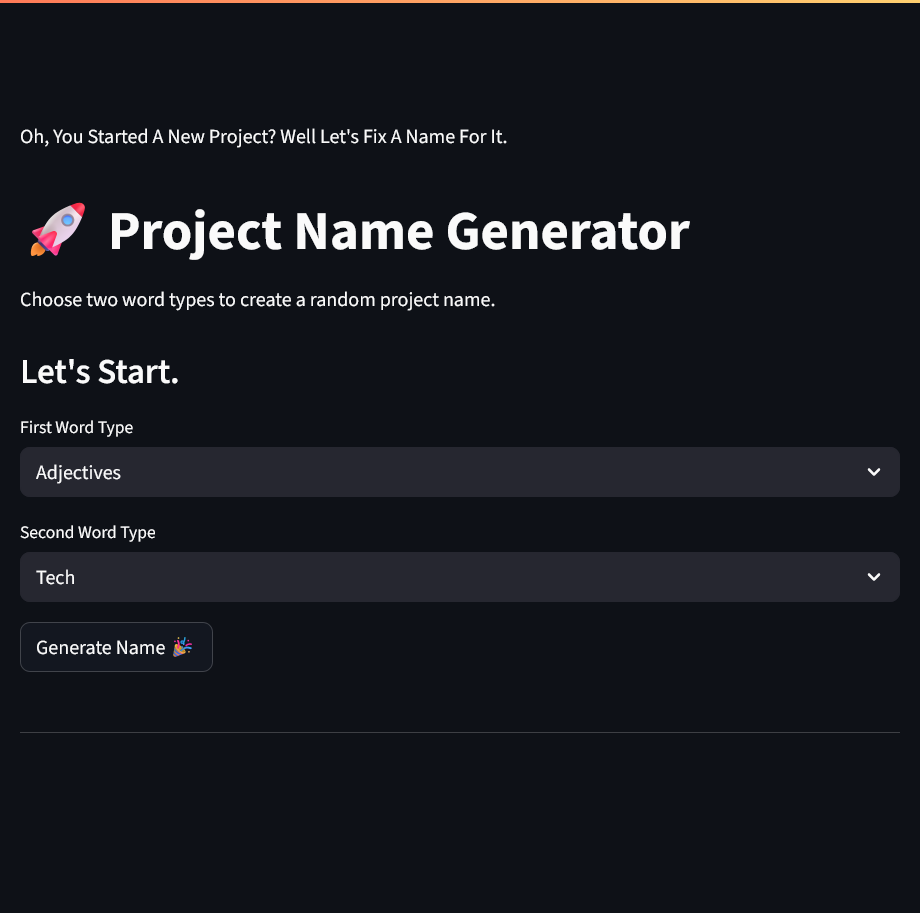 Oh, You Started A New Project? Well Let's Fix A Name For It.
🚀 Project Name Generator
Choose two word types to create a random project name.
Let's Start.
First Word Type
Adjectives
Second Word Type
Tech
Generate Name 🎉